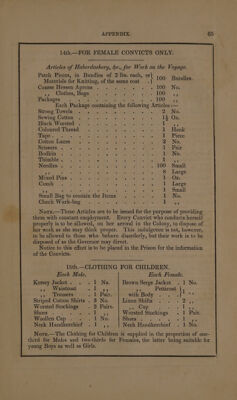 APPENDIX. 65
14th.—FOR FEMALE CONVICTS ONLY.
Articles of Haberdashery, &c., for Work on the Voyage.
Patch Pieces, in Bundles of 2 lbs. each, or
Materials for Knitting, of the same cost } 100 Bundles.
Coarse Hessen Aprons . . . . . 100 No.
,, Clothes, Bags . . . . . 100 ,,
Packages . . . . . 100 ,,
Each Package containing the following Articles:—
Strong Towels . . . . . 2 No.
Sewing Cotton . . . . . 1½ Oz.
Black Worsted . . . . . 1 ,,
Coloured Thread . . . . . 1 Hank
Tape . . . . . 1 Piece
Cotton Laces . . . . . 2 No.
Scissors . . . . . 1 Pair
Bodkin . . . . . 1 No.
Thimble . . . . . 1 ,,
Needles . . . . . 100 Small
,, . . . . . 8 Large
Mixed Pins . . . . . 1 Oz.
Comb . . . . . 1 Large
,, . . . . . 1 Small
Small Bag to contain the Items . . . . . 2 No.
Check Work-bag . . . . . 1 ,,
NOTE.—These Articles are to be issued for the purpose of providing
them with constant employment. Every Convict who conducts herself
properly is to be allowed, on her arrival in the Colony, to dispose of
her work as she may think proper. This indulgence is not, however,
to be allowed to those who behave disorderly, but their work is to be
disposed of as the Governor may direct.
Notice to this effect is to be placed in the Prison for the information
of the Convicts.
15th.—CLOTHING FOR CHILDREN.
Each Male. Each Female.
Kersey Jacket . . . 1 No. Brown Serge Jacket . 1 No.
,, Waistcoat . 1 ,, ,, Petticoat }
,, Trousers . 1 Pair. with Body . . } 1 ,,
Striped Cotton Shirts . 3 No. Linen Shifts . . . 2 ,,
Worsted Stockings . 2 Pairs. ,, Cap . . . 1 ,,
Shoes . . . 1 ,, Worsted Stockings . 1 Pair.
Woollen Cap . . . 1 No. Shoes . . . 1 ,,
Neck Handkerchief . 1 ,, Neck Handkerchief . 1 No.
NOTE.—The Clothing for Children is supplied in the proportion of one-
third for Males and two-thirds for Females, the latter being suitable for
young Boys as well as Girls.